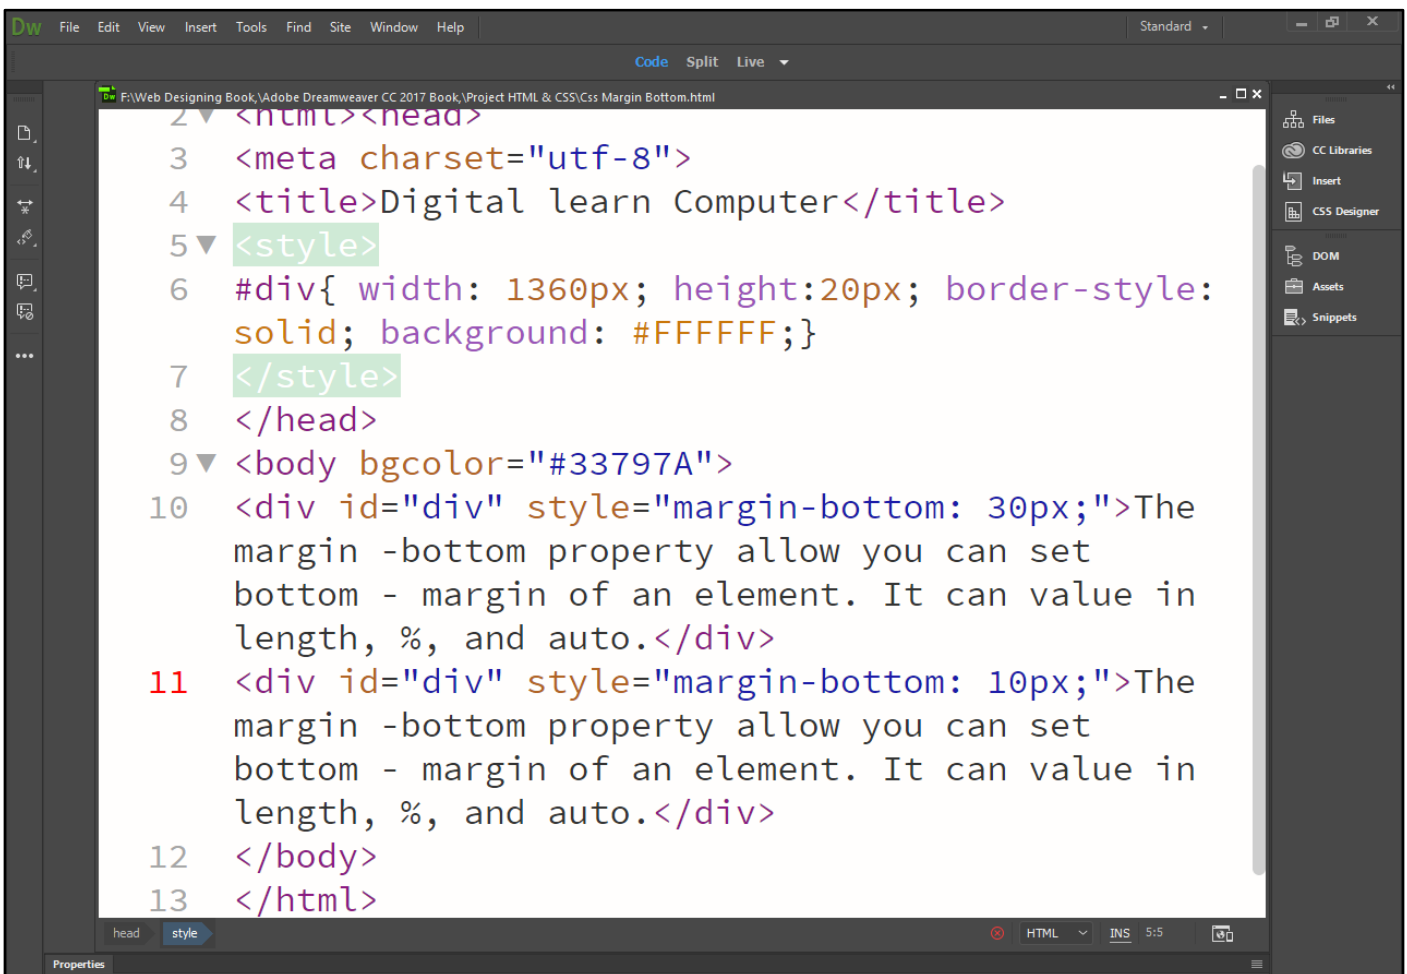 Dw File Edit View Insert Tools Find Site Window Help Standard
Code Split Live
F:\Web Designing Book,\Adobe Dreamweaver CC 2017 Book,\Project HTML & CSS\Css Margin Bottom.html
2 <html><head>
3 <meta charset="utf-8">
4 <title>Digital learn Computer</title>
5 <style>
6 #div{ width: 1360px; height:20px; border-style:
solid; background: #FFFFFF;}
7 </style>
8 </head>
9 <body bgcolor="#33797A">
10 <div id="div" style="margin-bottom: 30px;">The
margin -bottom property allow you can set
bottom - margin of an element. It can value in
length, %, and auto.</div>
11 <div id="div" style="margin-bottom: 10px;">The
margin -bottom property allow you can set
bottom - margin of an element. It can value in
length, %, and auto.</div>
12 </body>
13 </html>
head style HTML INS 5:5
Properties
Files
CC Libraries
Insert
CSS Designer
DOM
Assets
Snippets